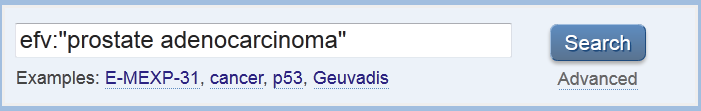 efv:"prostate adenocarcinoma" Search
Examples: E-MEXP-31, cancer, p53, Geuvadis Advanced